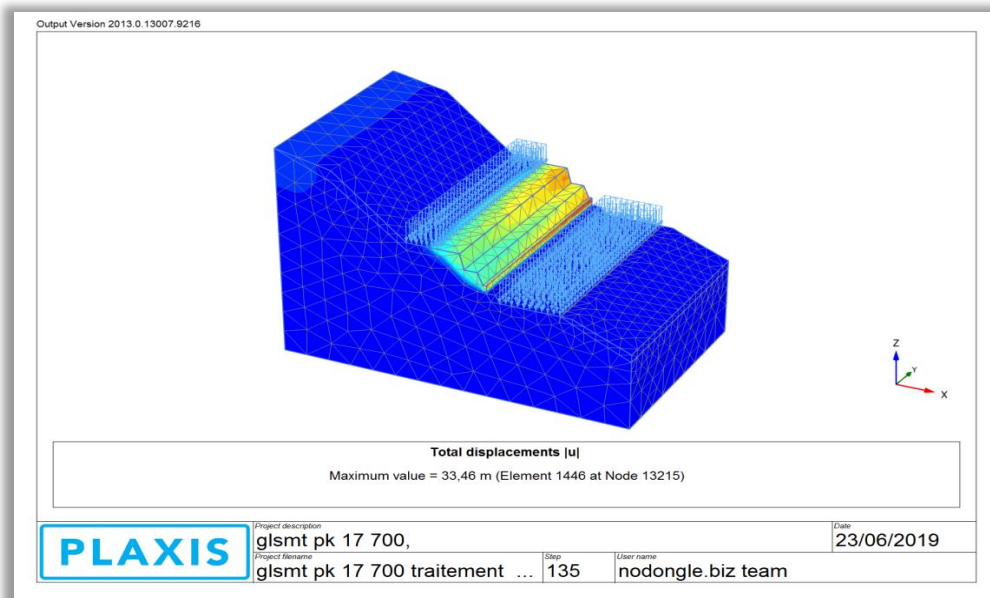 Output Version 2013.0.13007.9216
Z
Y
X
Total displacements |u|
Maximum value = 33,46 m (Element 1446 at Node 13215)
PLAXIS
Project description
glsmt pk 17 700,
Date
23/06/2019
Project filename
glsmt pk 17 700 traitement ...
Step
135
User name
nodongle.biz team